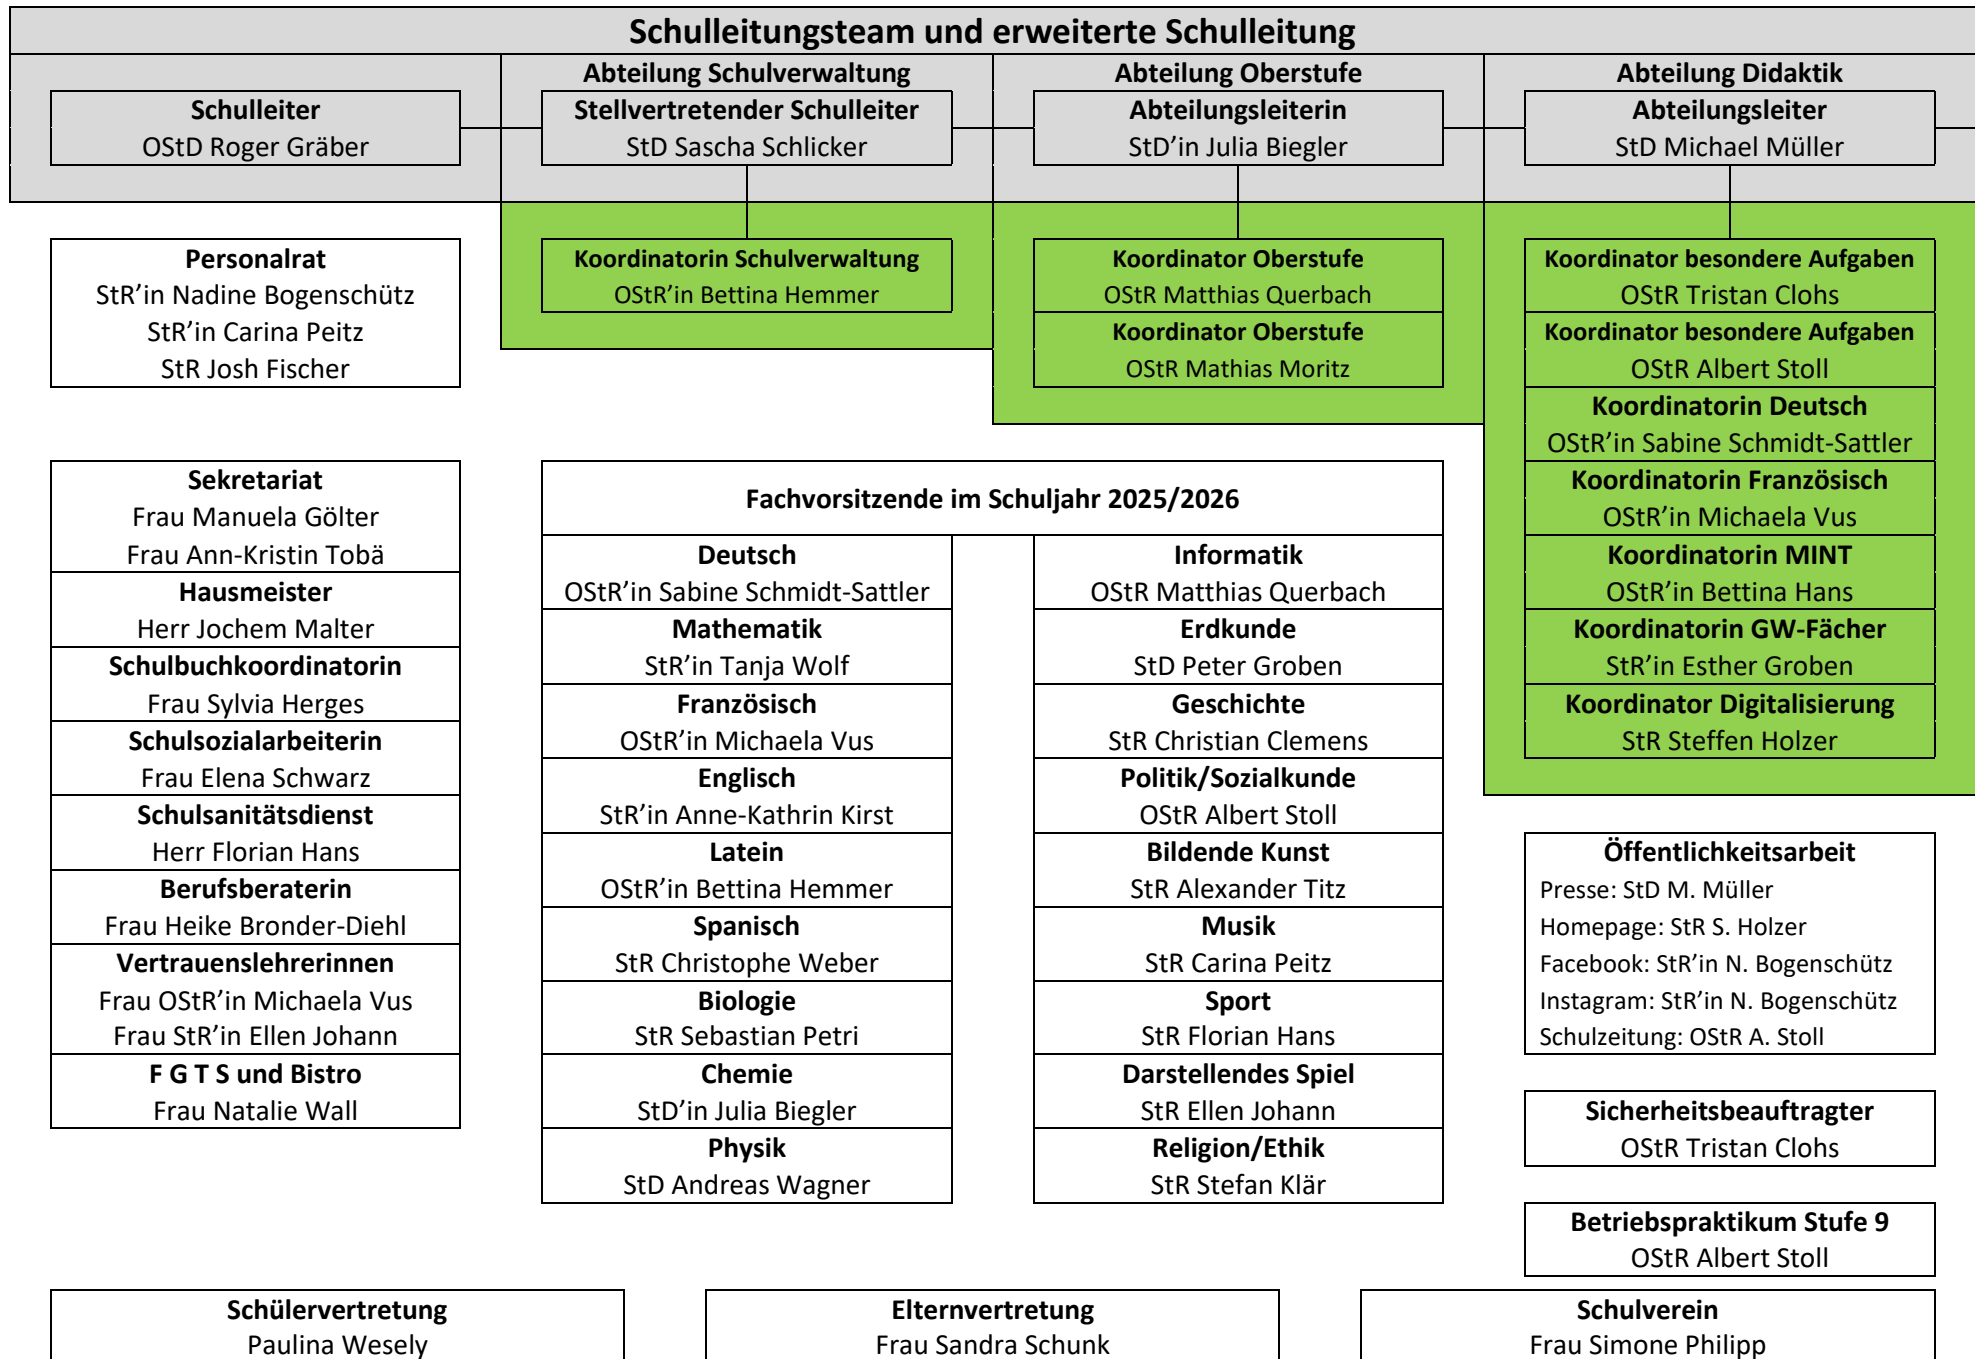 Schulleitungsteam und erweiterte Schulleitung
Schulleiter
OStD Roger Gräber
Abteilung Schulverwaltung
Stellvertretender Schulleiter
StD Sascha Schlicker
Abteilung Oberstufe
Abteilungsleiterin
StD’in Julia Biegler
Abteilung Didaktik
Abteilungsleiter
StD Michael Müller
Personalrat
StR’in Nadine Bogenschütz
StR’in Carina Peitz
StR Josh Fischer
Koordinatorin Schulverwaltung
OStR’in Bettina Hemmer
Koordinator Oberstufe
OStR Matthias Querbach
Koordinator Oberstufe
OStR Mathias Moritz
Koordinator besondere Aufgaben
OStR Tristan Clohs
Koordinator besondere Aufgaben
OStR Albert Stoll
Koordinatorin Deutsch
OStR’in Sabine Schmidt-Sattler
Koordinatorin Französisch
OStR’in Michaela Vus
Koordinatorin MINT
OStR’in Bettina Hans
Koordinatorin GW-Fächer
StR’in Esther Groben
Koordinator Digitalisierung
StR Steffen Holzer
Sekretariat
Frau Manuela Gölter
Frau Ann-Kristin Tobä
Hausmeister
Herr Jochem Malter
Schulbuchkoordinatorin
Frau Sylvia Herges
Schulsozialarbeiterin
Frau Elena Schwarz
Schulsanitätsdienst
Herr Florian Hans
Berufsberaterin
Frau Heike Bronder-Diehl
Vertrauenslehrerinnen
Frau OStR’in Michaela Vus
Frau StR’in Ellen Johann
F G T S und Bistro
Frau Natalie Wall
Fachvorsitzende im Schuljahr 2025/2026
Deutsch
OStR’in Sabine Schmidt-Sattler
Mathematik
StR’in Tanja Wolf
Französisch
OStR’in Michaela Vus
Englisch
StR’in Anne-Kathrin Kirst
Latein
OStR’in Bettina Hemmer
Spanisch
StR Christophe Weber
Biologie
StR Sebastian Petri
Chemie
StD’in Julia Biegler
Physik
StD Andreas Wagner
Informatik
OStR Matthias Querbach
Erdkunde
StD Peter Groben
Geschichte
StR Christian Clemens
Politik/Sozialkunde
OStR Albert Stoll
Bildende Kunst
StR Alexander Titz
Musik
StR Carina Peitz
Sport
StR Florian Hans
Darstellendes Spiel
StR Ellen Johann
Religion/Ethik
StR Stefan Klär
Öffentlichkeitsarbeit
Presse: StD M. Müller
Homepage: StR S. Holzer
Facebook: StR’in N. Bogenschütz
Instagram: StR’in N. Bogenschütz
Schulzeitung: OStR A. Stoll
Sicherheitsbeauftragter
OStR Tristan Clohs
Betriebspraktikum Stufe 9
OStR Albert Stoll
Schülervertretung
Paulina Wesely
Elternvertretung
Frau Sandra Schunk
Schulverein
Frau Simone Philipp